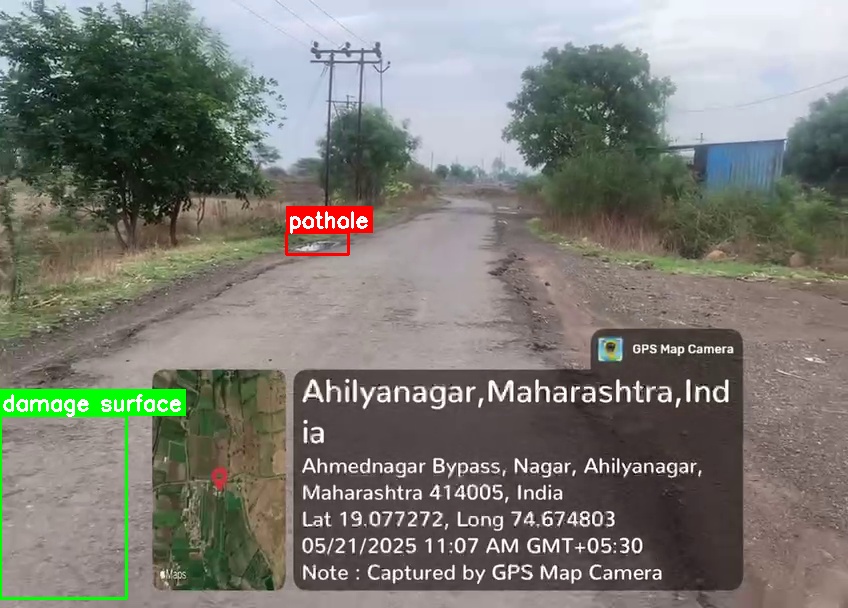 pothole
GPS Map Camera
damage surface
Ahilyanagar,Maharashtra,Ind
ia
Ahmednagar Bypass, Nagar, Ahilyanagar,
Maharashtra 414005, India
Lat 19.077272, Long 74.674803
05/21/2025 11:07 AM GMT+05:30
Note : Captured by GPS Map Camera
Maps